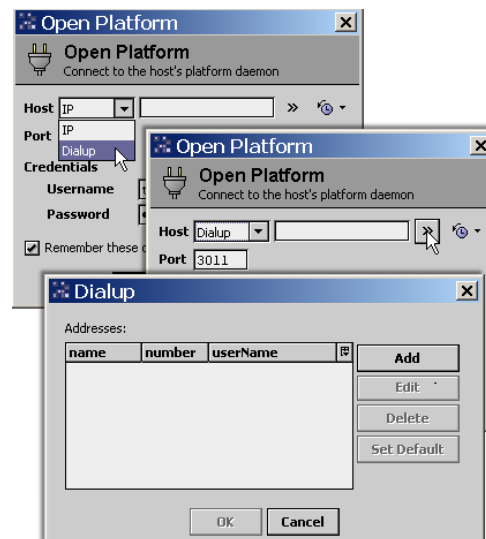 Open Platform
Open Platform
Connect to the host's platform daemon
Host IP »
IP
Port
Dialup
Credentials
Username
Password
Remember these
Open Platform
Open Platform
Connect to the host's platform daemon
Host Dialup »
Port 3011
Dialup
Addresses:
name number userName
Add
Edit
Delete
Set Default
OK Cancel